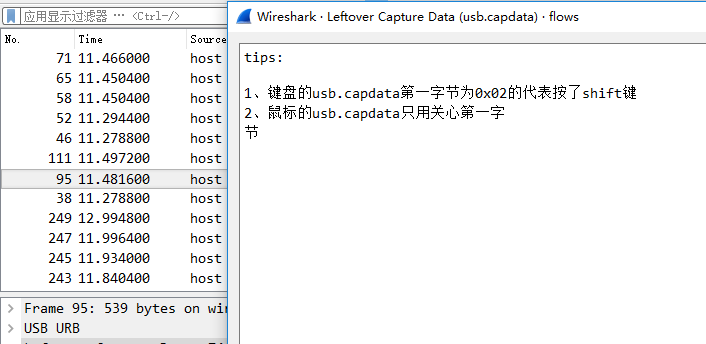 应用显示过滤器 … <Ctrl-/>
No. Time Source
71 11.466000 host
65 11.450400 host
58 11.450400 host
52 11.294400 host
46 11.278800 host
111 11.497200 host
95 11.481600 host
38 11.278800 host
249 12.994800 host
247 11.996400 host
245 11.934000 host
243 11.840400 host
Frame 95: 539 bytes on wir
USB URB
Wireshark · Leftover Capture Data (usb.capdata) · flows
tips:
1、键盘的usb.capdata第一字节为0x02的代表按了shift键
2、鼠标的usb.capdata只用关心第一字
节